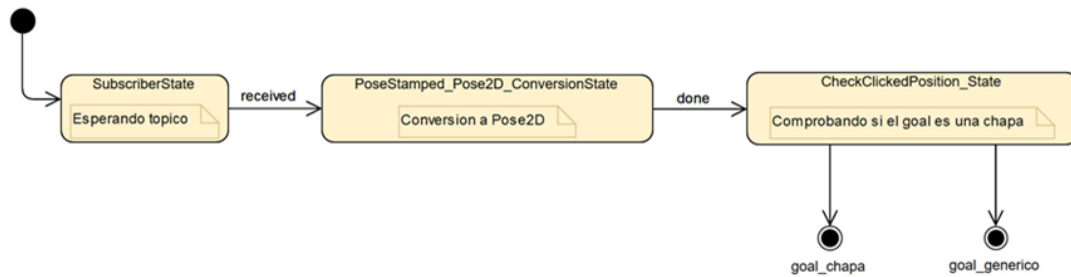 SubscriberState
Esperando topico
received
PoseStamped_Pose2D_ConversionState
Conversion a Pose2D
done
CheckClickedPosition_State
Comprobando si el goal es una chapa
goal_chapa
goal_generico